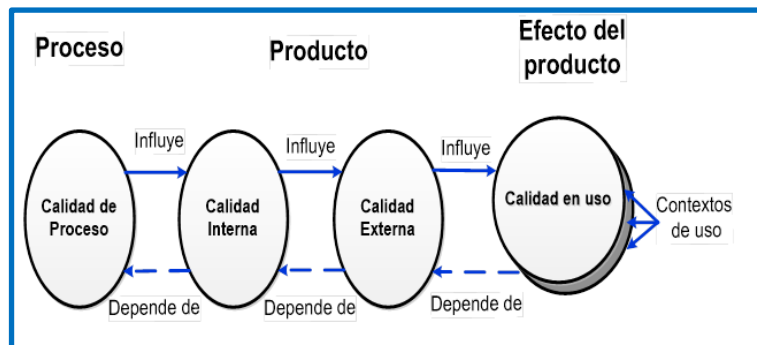 Proceso
Producto
Efecto del
producto
Influye
Influye
Influye
Calidad de
Proceso
Calidad
Interna
Calidad
Externa
Calidad en uso
Contextos
de uso
Depende de
Depende de
Depende de